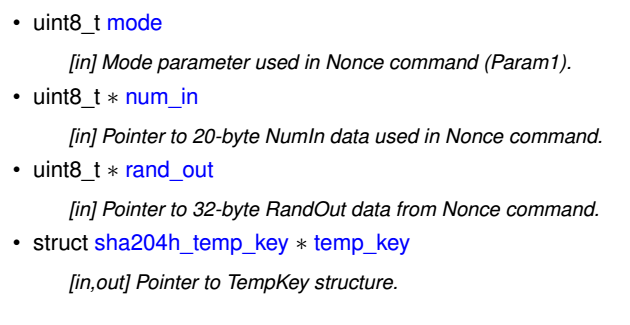 • uint8_t mode
[in] Mode parameter used in Nonce command (Param1).
• uint8_t ∗ num_in
[in] Pointer to 20-byte NumIn data used in Nonce command.
• uint8_t ∗ rand_out
[in] Pointer to 32-byte RandOut data from Nonce command.
• struct sha204h_temp_key ∗ temp_key
[in,out] Pointer to TempKey structure.